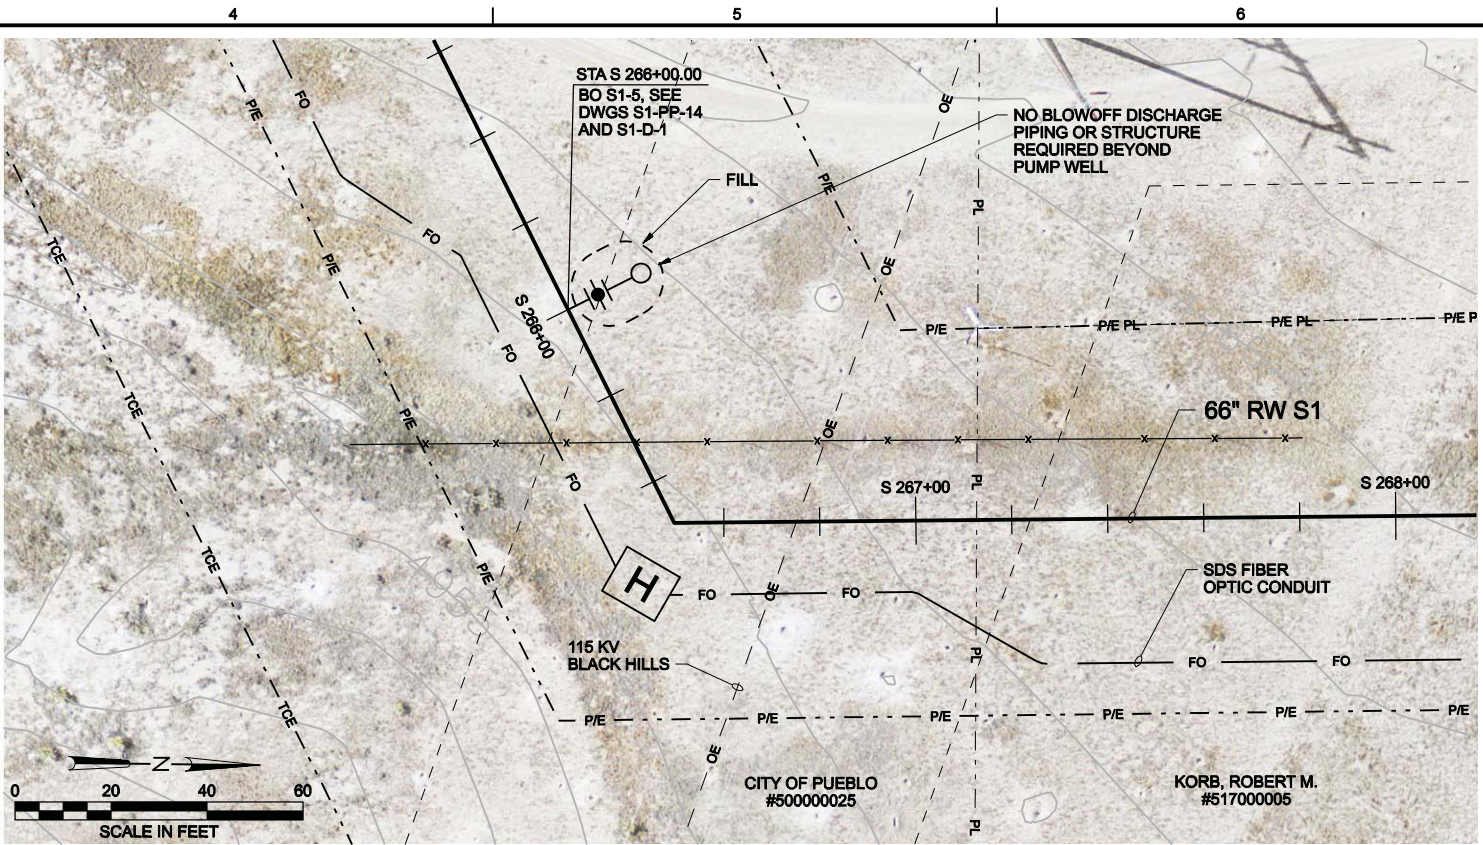 4
5
6
STA S 266+00.00
BO S1-5, SEE
DWGS S1-PP-14
AND S1-D-1
NO BLOWOFF DISCHARGE
PIPING OR STRUCTURE
REQUIRED BEYOND
PUMP WELL
FILL
FO
P/E
OE
P/E
PL
FO
TCE
P/E
OE
S 266+00
P/E
P/E PL
P/E PL
P/E P
FO
TCE
P/E
66" RW S1
OE
FO
PL
S 267+00
S 268+00
TCE
P/E
H
FO
OE
FO
SDS FIBER
OPTIC CONDUIT
4850
115 KV
BLACK HILLS
PL
FO
FO
TCE
P/E
P/E
P/E
P/E
P/E
P/E
OE
N
CITY OF PUEBLO
#500000025
KORB, ROBERT M.
#517000005
0 20 40 60
SCALE IN FEET
PL